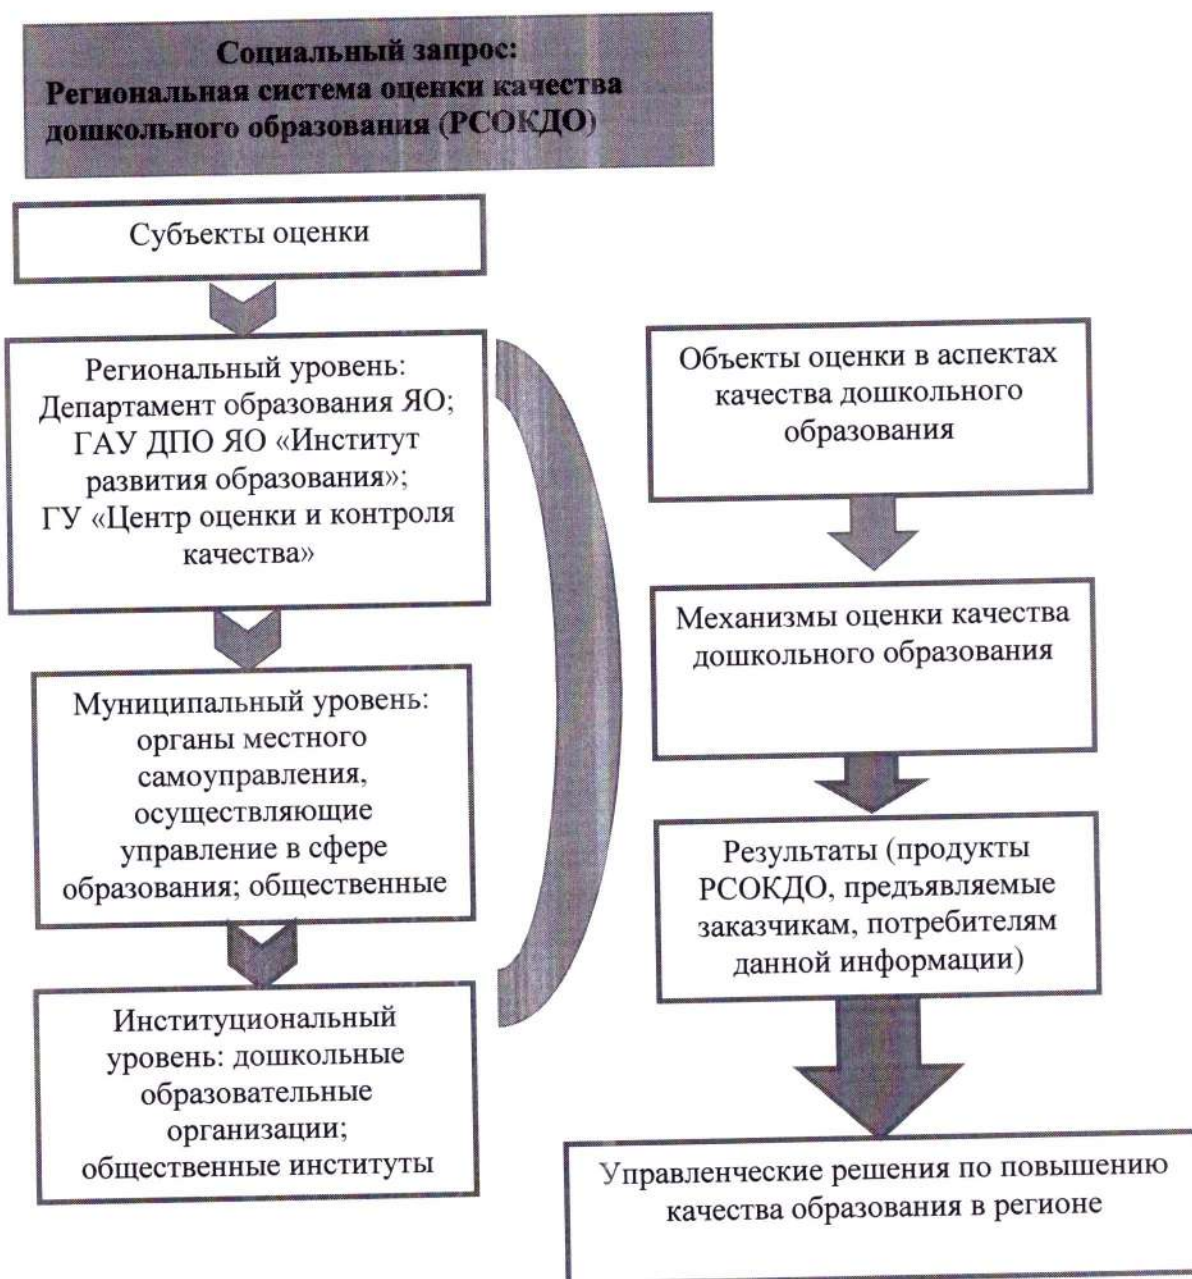 Социальный запрос:
Региональная система оценки качества
дошкольного образования (РСОКДО)
Субъекты оценки
Региональный уровень:
Департамент образования ЯО;
ГАУ ДПО ЯО «Институт
развития образования»;
ГУ «Центр оценки и контроля
качества»
Муниципальный уровень:
органы местного
самоуправления,
осуществляющие
управление в сфере
образования; общественные
Институциональный
уровень: дошкольные
образовательные
организации;
общественные институты
Объекты оценки в аспектах
качества дошкольного
образования
Механизмы оценки качества
дошкольного образования
Результаты (продукты
РСОКДО, предъявляемые
заказчикам, потребителям
данной информации)
Управленческие решения по повышению
качества образования в регионе